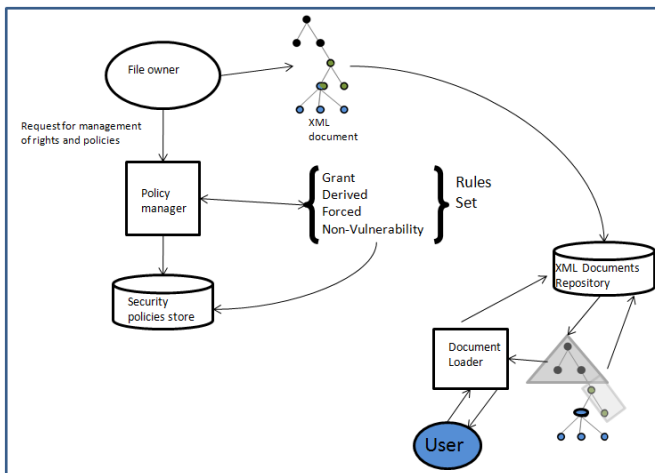 File owner
XML
document
Request for management
of rights and policies
Policy
manager
Grant
Derived
Forced
Non-Vulnerability
Rules
Set
Security
policies store
XML Documents
Repository
Document
Loader
User